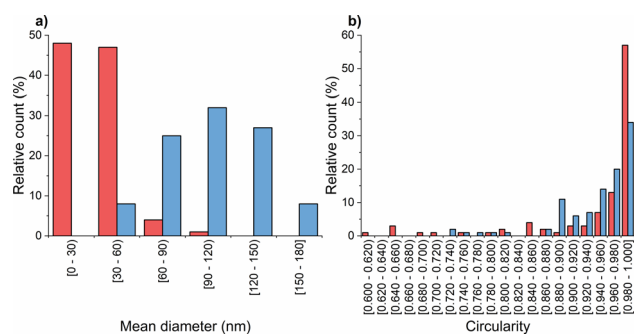 a)
Relative count (%)
50
40
30
20
10
0
[0 - 30)
[30 - 60)
[60 - 90)
[90 - 120)
[120 - 150)
[150 - 180]
Mean diameter (nm)
b)
Relative count (%)
60
50
40
30
20
10
0
[0.600 - 0.620)
[0.620 - 0.640)
[0.640 - 0.660)
[0.660 - 0.680)
[0.680 - 0.700)
[0.700 - 0.720)
[0.720 - 0.740)
[0.740 - 0.760)
[0.760 - 0.780)
[0.780 - 0.800)
[0.800 - 0.820)
[0.820 - 0.840)
[0.840 - 0.860)
[0.860 - 0.880)
[0.880 - 0.900)
[0.900 - 0.920)
[0.920 - 0.940)
[0.940 - 0.960)
[0.960 - 0.980)
[0.980 - 1.000]
Circularity